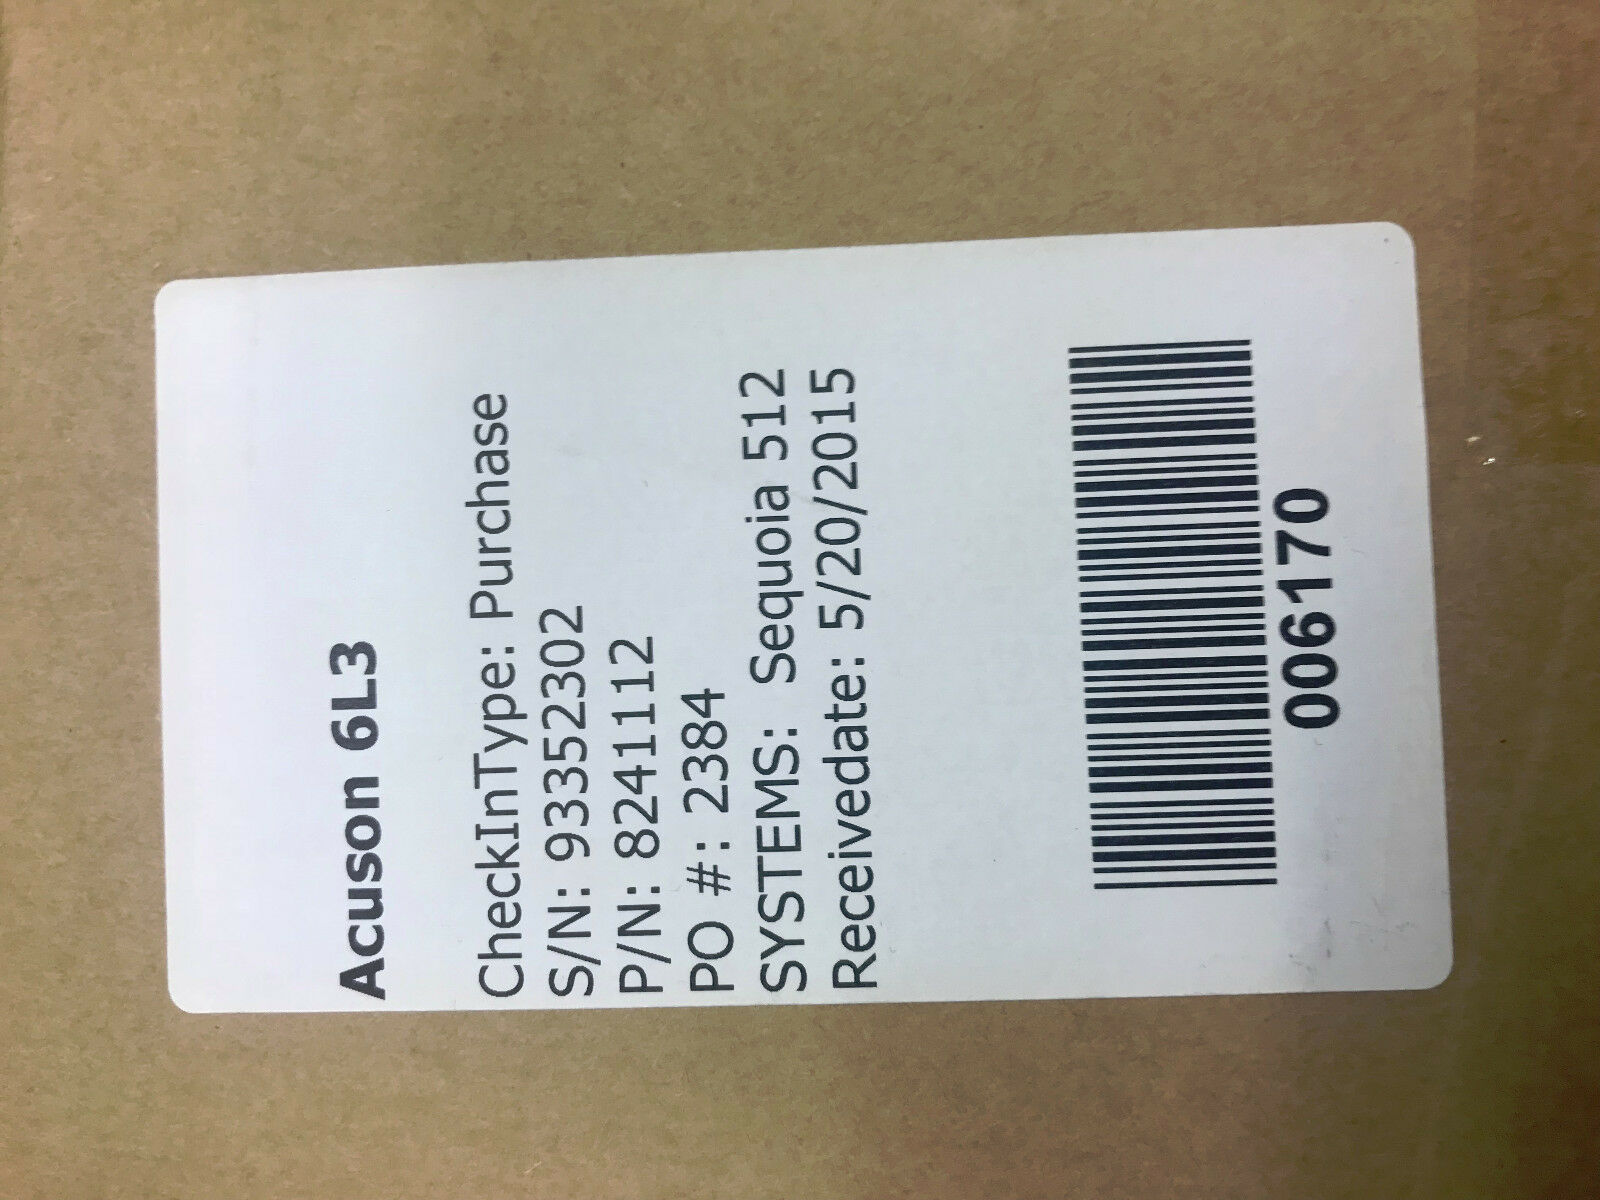 Acuson 6L3
CheckInType: Purchase
S/N: 93352302
P/N: 8241112
PO #: 2384
SYSTEMS: Sequoia 512
Receivedate: 5/20/2015
006170